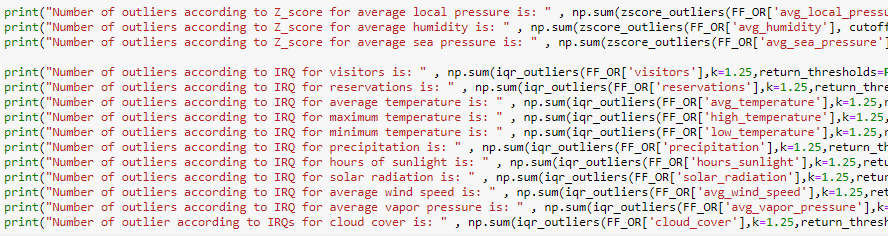 print("Number of outliers according to Z_score for average local pressure is: " , np.sum(zscore_outliers(FF_OR['avg_local_pressu
print("Number of outliers according to Z_score for average humidity is: " , np.sum(zscore_outliers(FF_OR['avg_humidity'], cutoff
print("Number of outliers according to Z_score for average sea pressure is: " , np.sum(zscore_outliers(FF_OR['avg_sea_pressure']
print("Number of outliers according to IRQ for visitors is: " , np.sum(iqr_outliers(FF_OR['visitors'],k=1.25,return_thresholds=F
print("Number of outliers according to IRQ for reservations is: " , np.sum(iqr_outliers(FF_OR['reservations'],k=1.25,return_thre
print("Number of outliers according to IRQ for average temperature is: " , np.sum(iqr_outliers(FF_OR['avg_temperature'],k=1.25,r
print("Number of outliers according to IRQ for maximum temperature is: " , np.sum(iqr_outliers(FF_OR['high_temperature'],k=1.25,
print("Number of outliers according to IRQ for minimum temperature is: " , np.sum(iqr_outliers(FF_OR['low_temperature'],k=1.25,r
print("Number of outliers according to IRQ for precipitation is: " , np.sum(iqr_outliers(FF_OR['precipitation'],k=1.25,return_th
print("Number of outliers according to IRQ for hours of sunlight is: " , np.sum(iqr_outliers(FF_OR['hours_sunlight'],k=1.25,retu
print("Number of outliers according to IRQ for solar radiation is: " , np.sum(iqr_outliers(FF_OR['solar_radiation'],k=1.25,retur
print("Number of outliers according to IRQ for average wind speed is: " , np.sum(iqr_outliers(FF_OR['avg_wind_speed'],k=1.25,ret
print("Number of outliers according to IRQ for average vapor pressure is: " , np.sum(iqr_outliers(FF_OR['avg_vapor_pressure'],k=
print("Number of outlier according to IRQs for cloud cover is: " , np.sum(iqr_outliers(FF_OR['cloud_cover'],k=1.25,return_thresh